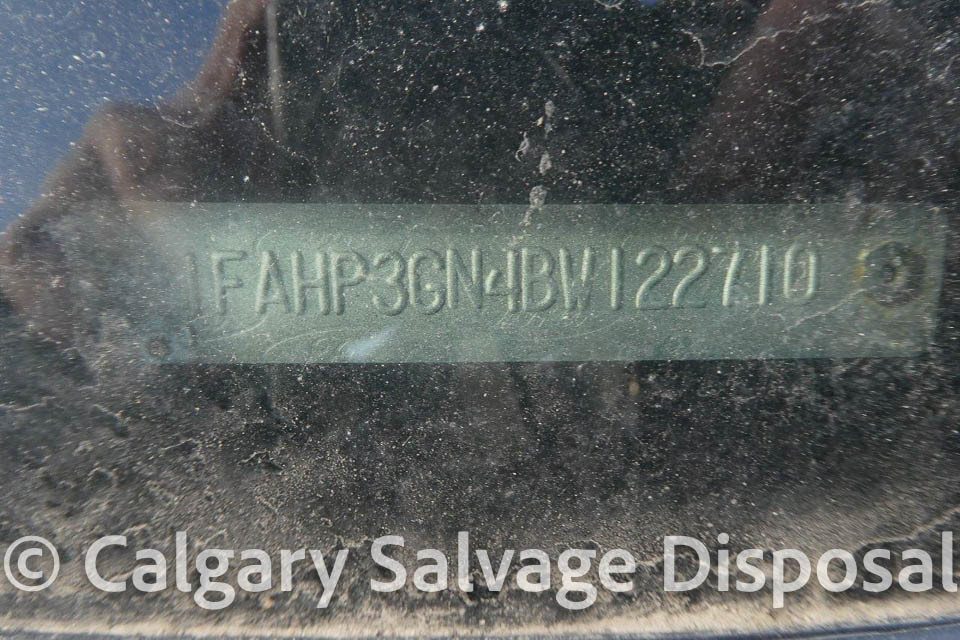 1FAHP3GN4BW122710
© Calgary Salvage Disposal